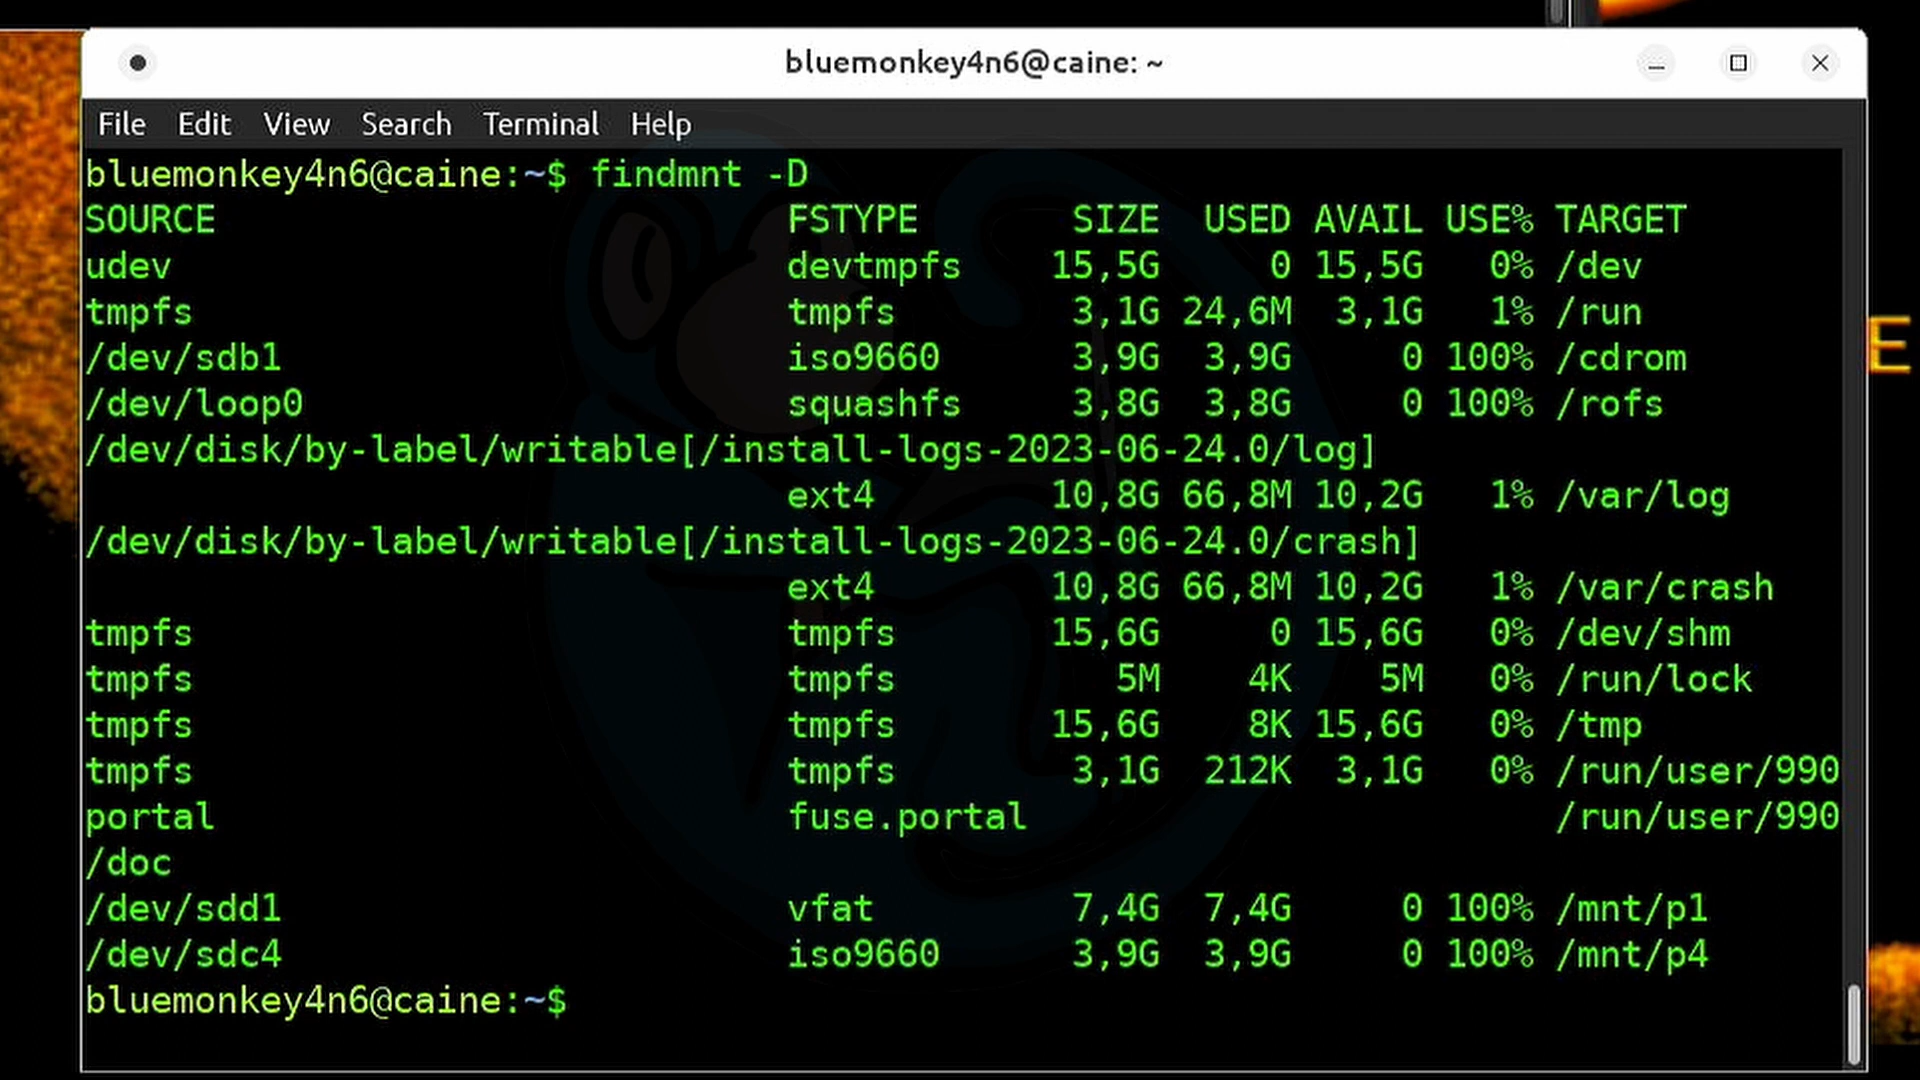 bluemonkey4n6@caine: ~
File Edit View Search Terminal Help
bluemonkey4n6@caine:~$ findmnt -D
SOURCE FSTYPE SIZE USED AVAIL USE% TARGET
udev devtmpfs 15,5G 0 15,5G 0% /dev
tmpfs tmpfs 3,1G 24,6M 3,1G 1% /run
/dev/sdb1 iso9660 3,9G 3,9G 0 100% /cdrom
/dev/loop0 squashfs 3,8G 3,8G 0 100% /rofs
/dev/disk/by-label/writable[/install-logs-2023-06-24.0/log]
ext4 10,8G 66,8M 10,2G 1% /var/log
/dev/disk/by-label/writable[/install-logs-2023-06-24.0/crash]
ext4 10,8G 66,8M 10,2G 1% /var/crash
tmpfs tmpfs 15,6G 0 15,6G 0% /dev/shm
tmpfs tmpfs 5M 4K 5M 0% /run/lock
tmpfs tmpfs 15,6G 8K 15,6G 0% /tmp
tmpfs tmpfs 3,1G 212K 3,1G 0% /run/user/990
portal fuse.portal /run/user/990
/doc
/dev/sdd1 vfat 7,4G 7,4G 0 100% /mnt/p1
/dev/sdc4 iso9660 3,9G 3,9G 0 100% /mnt/p4
bluemonkey4n6@caine:~$
E